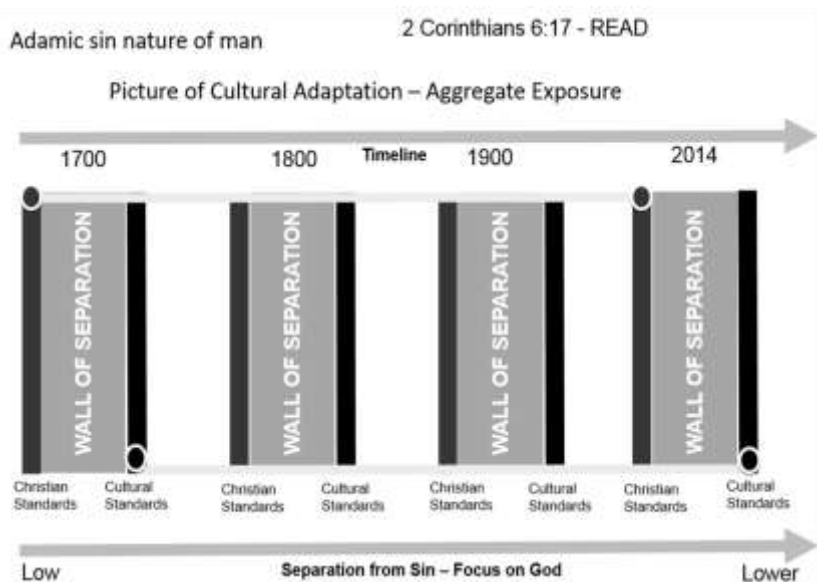 Adamic sin nature of man
2 Corinthians 6:17 - READ
Picture of Cultural Adaptation – Aggregate Exposure
1700
1800
Timeline
1900
2014
WALL OF SEPARATION
WALL OF SEPARATION
WALL OF SEPARATION
WALL OF SEPARATION
Christian
Standards
Cultural
Standards
Christian
Standards
Cultural
Standards
Christian
Standards
Cultural
Standards
Christian
Standards
Cultural
Standards
Low
Separation from Sin – Focus on God
Lower